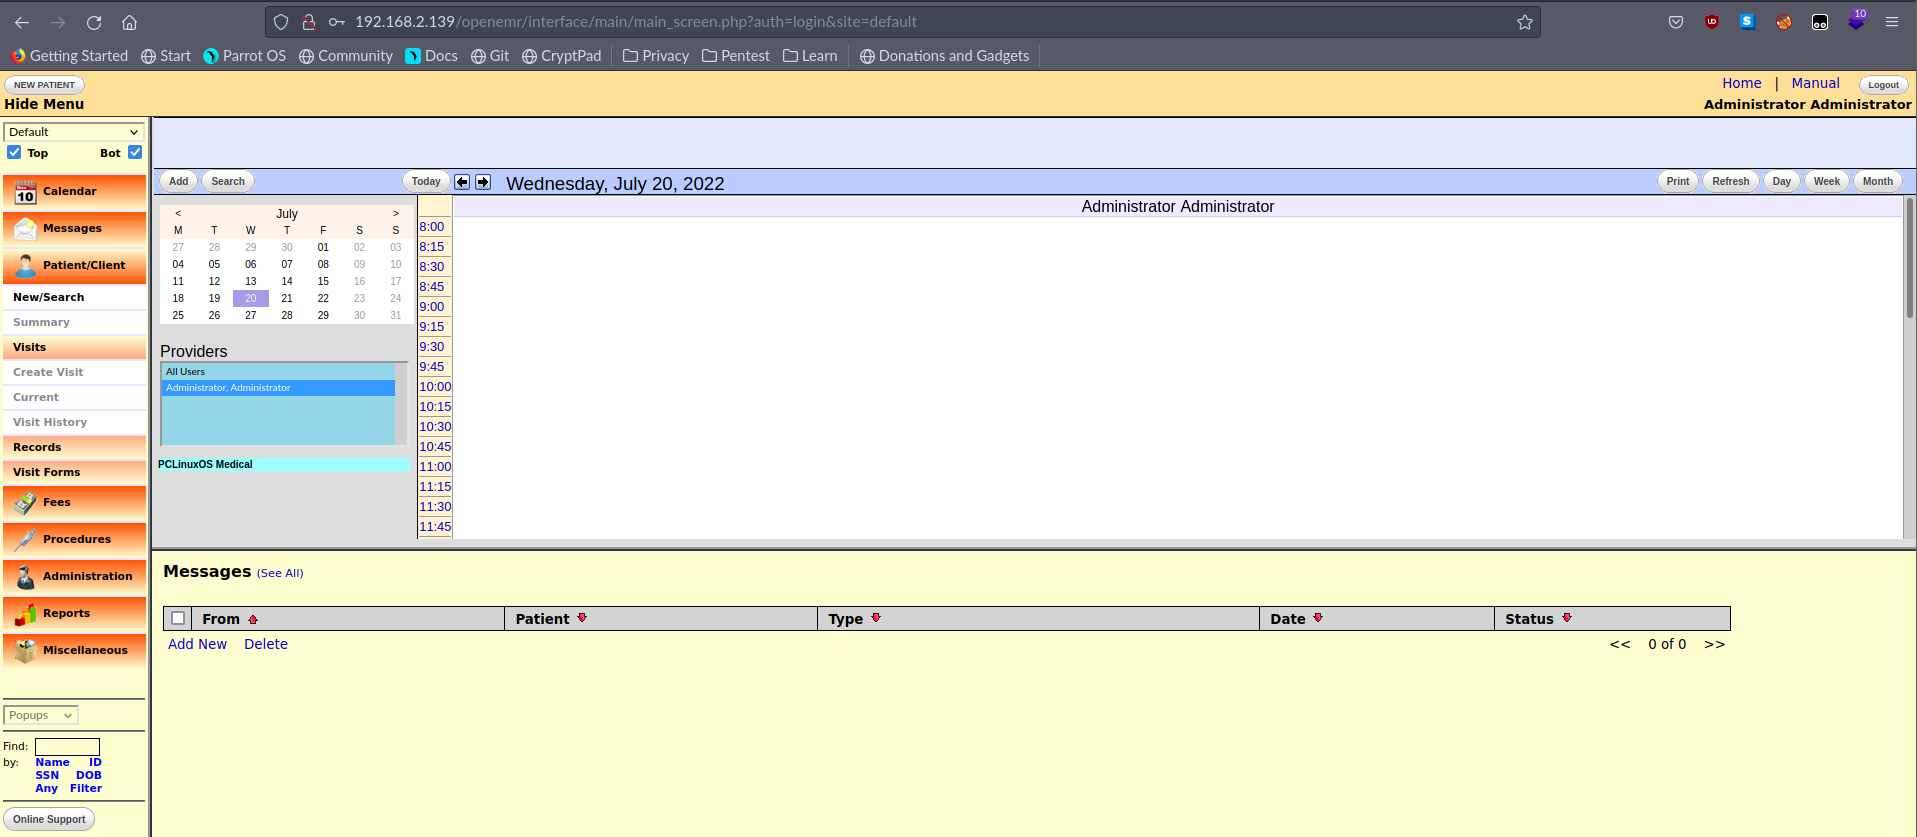 192.168.2.139/openemr/interface/main/main_screen.php?auth=login&site=default
10
Getting Started Start Parrot OS Community Docs Git CryptPad Privacy Pentest Learn Donations and Gadgets
NEW PATIENT
Hide Menu
Home | Manual Logout
Administrator Administrator
Default
Top Bot
Calendar
Messages
Patient/Client
New/Search
Summary
Visits
Create Visit
Current
Visit History
Records
Visit Forms
Fees
Procedures
Administration
Reports
Miscellaneous
Popups
Find:
by: Name ID
SSN DOB
Any Filter
Online Support
Add Search Today Wednesday, July 20, 2022 Print Refresh Day Week Month
< July >
M T W T F S S
27 28 29 30 01 02 03
04 05 06 07 08 09 10
11 12 13 14 15 16 17
18 19 20 21 22 23 24
25 26 27 28 29 30 31
Providers
All Users
Administrator, Administrator
PCLinuxOS Medical
Administrator Administrator
8:00
8:15
8:30
8:45
9:00
9:15
9:30
9:45
10:00
10:15
10:30
10:45
11:00
11:15
11:30
11:45
Messages (See All)
From Patient Type Date Status
Add New Delete << 0 of 0 >>